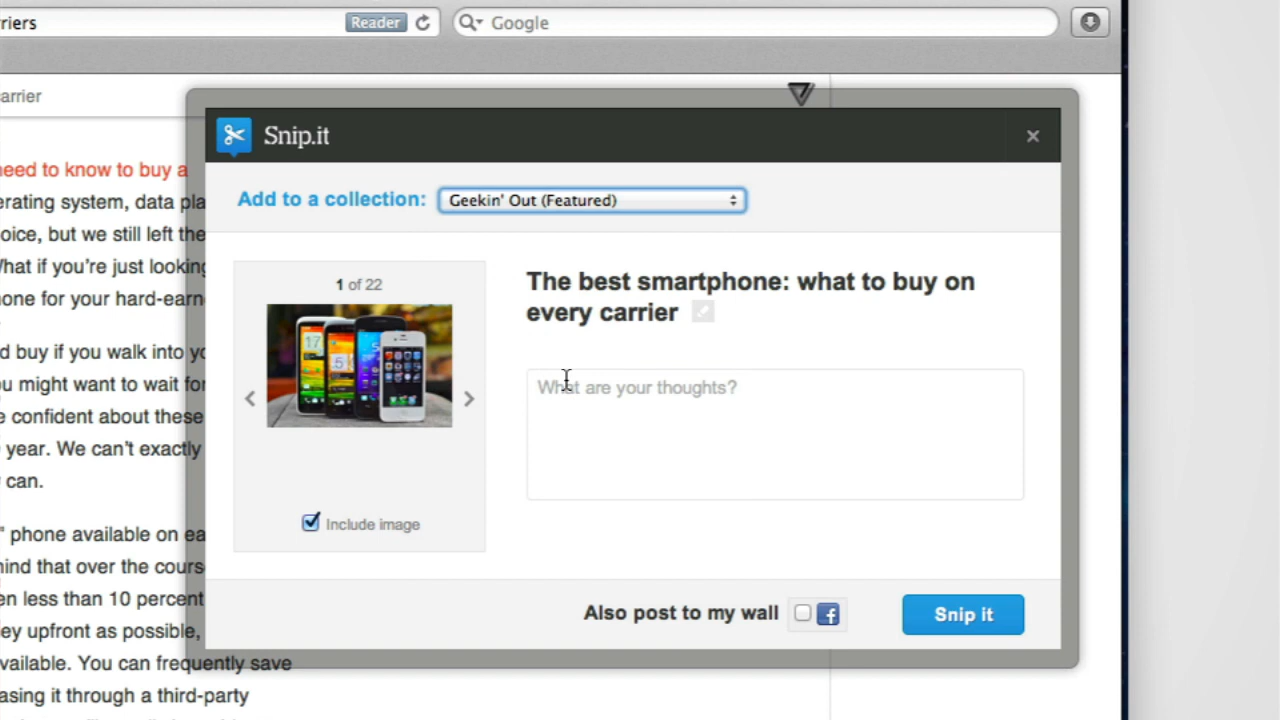 riers
Reader
Google
arrier
Snip.it
Add to a collection:
Geekin' Out (Featured)
need to know to buy a
erating system, data pla
oice, but we still left the
What if you're just looking
one for your hard-earn
d buy if you walk into yo
u might want to wait for
e confident about these
year. We can't exactly
can.
" phone available on ea
mind that over the cours
en less than 10 percent
ey upfront as possible,
vailable. You can frequently save
asing it through a third-party
1 of 22
Include image
The best smartphone: what to buy on
every carrier
What are your thoughts?
Also post to my wall
Snip it